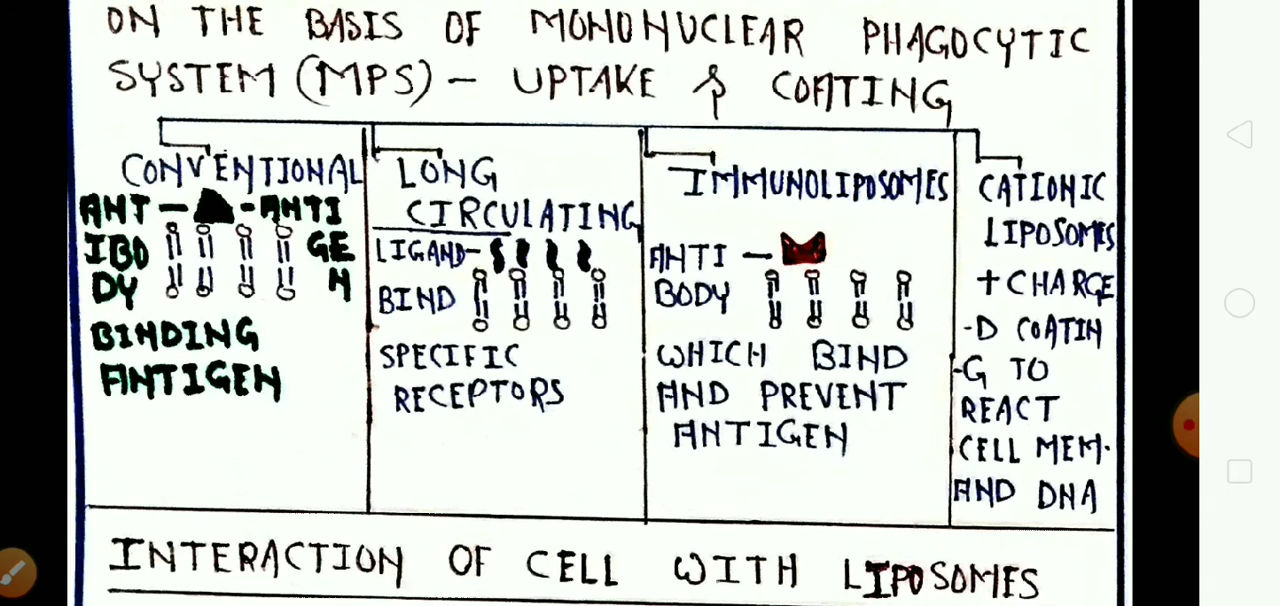 ON THE BASIS OF MONONUCLEAR PHAGOCYTIC
SYSTEM (MPS) - UPTAKE & COATING
CONVENTIONAL
ANT - - ANTI
IBO GE
DY N
BINDING
ANTIGEN
LONG
CIRCULATING
LIGAND-
BIND
SPECIFIC
RECEPTORS
IMMUNOLIPOSOMES
ANTI -
BODY
WHICH BIND
AND PREVENT
ANTIGEN
CATIONIC
LIPOSOMES
+ CHARGE
-D COATIN
-G TO
REACT
CELL MEM.
AND DNA
INTERACTION OF CELL WITH LIPOSOMES